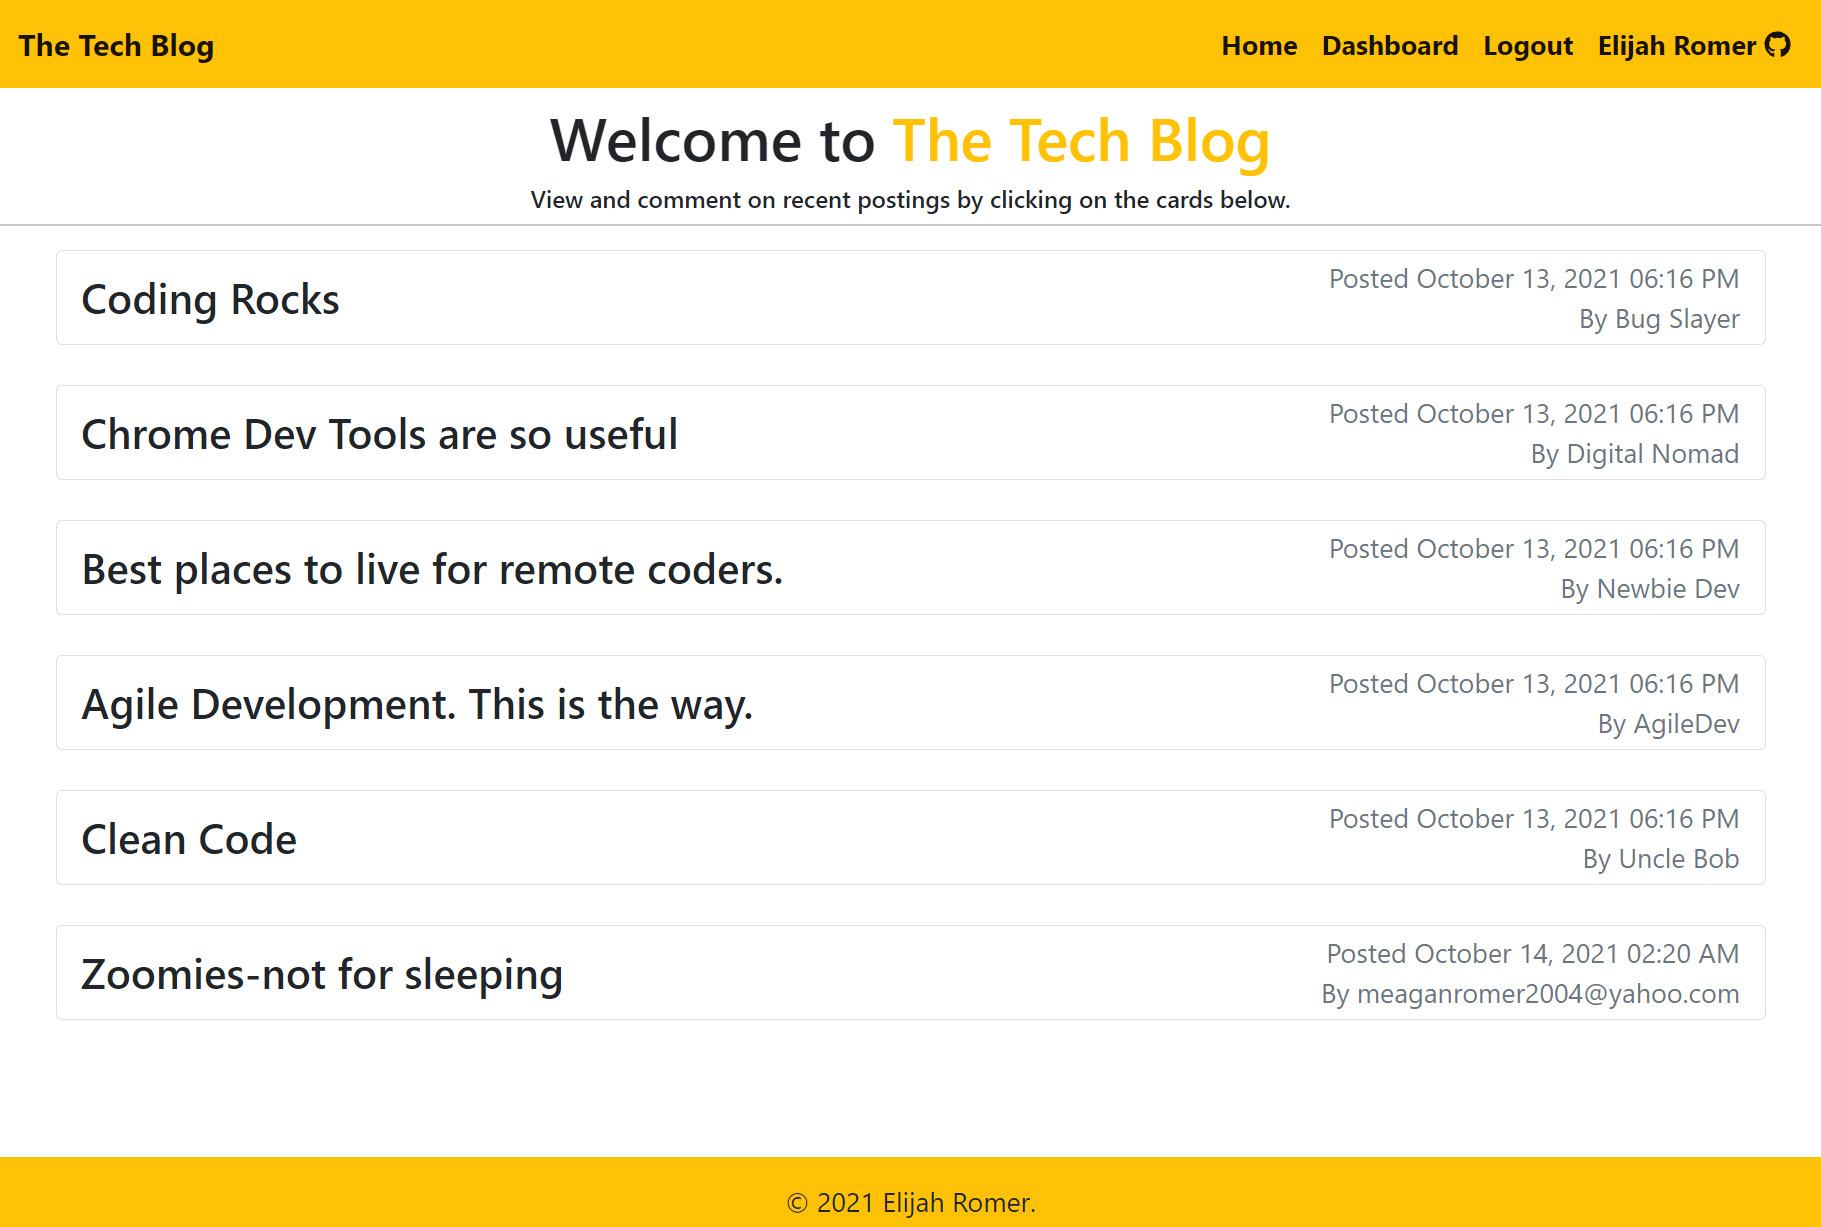 The Tech Blog
Home Dashboard Logout Elijah Romer
Welcome to The Tech Blog
View and comment on recent postings by clicking on the cards below.
Coding Rocks
Posted October 13, 2021 06:16 PM
By Bug Slayer
Chrome Dev Tools are so useful
Posted October 13, 2021 06:16 PM
By Digital Nomad
Best places to live for remote coders.
Posted October 13, 2021 06:16 PM
By Newbie Dev
Agile Development. This is the way.
Posted October 13, 2021 06:16 PM
By AgileDev
Clean Code
Posted October 13, 2021 06:16 PM
By Uncle Bob
Zoomies-not for sleeping
Posted October 14, 2021 02:20 AM
By meaganromer2004@yahoo.com
© 2021 Elijah Romer.